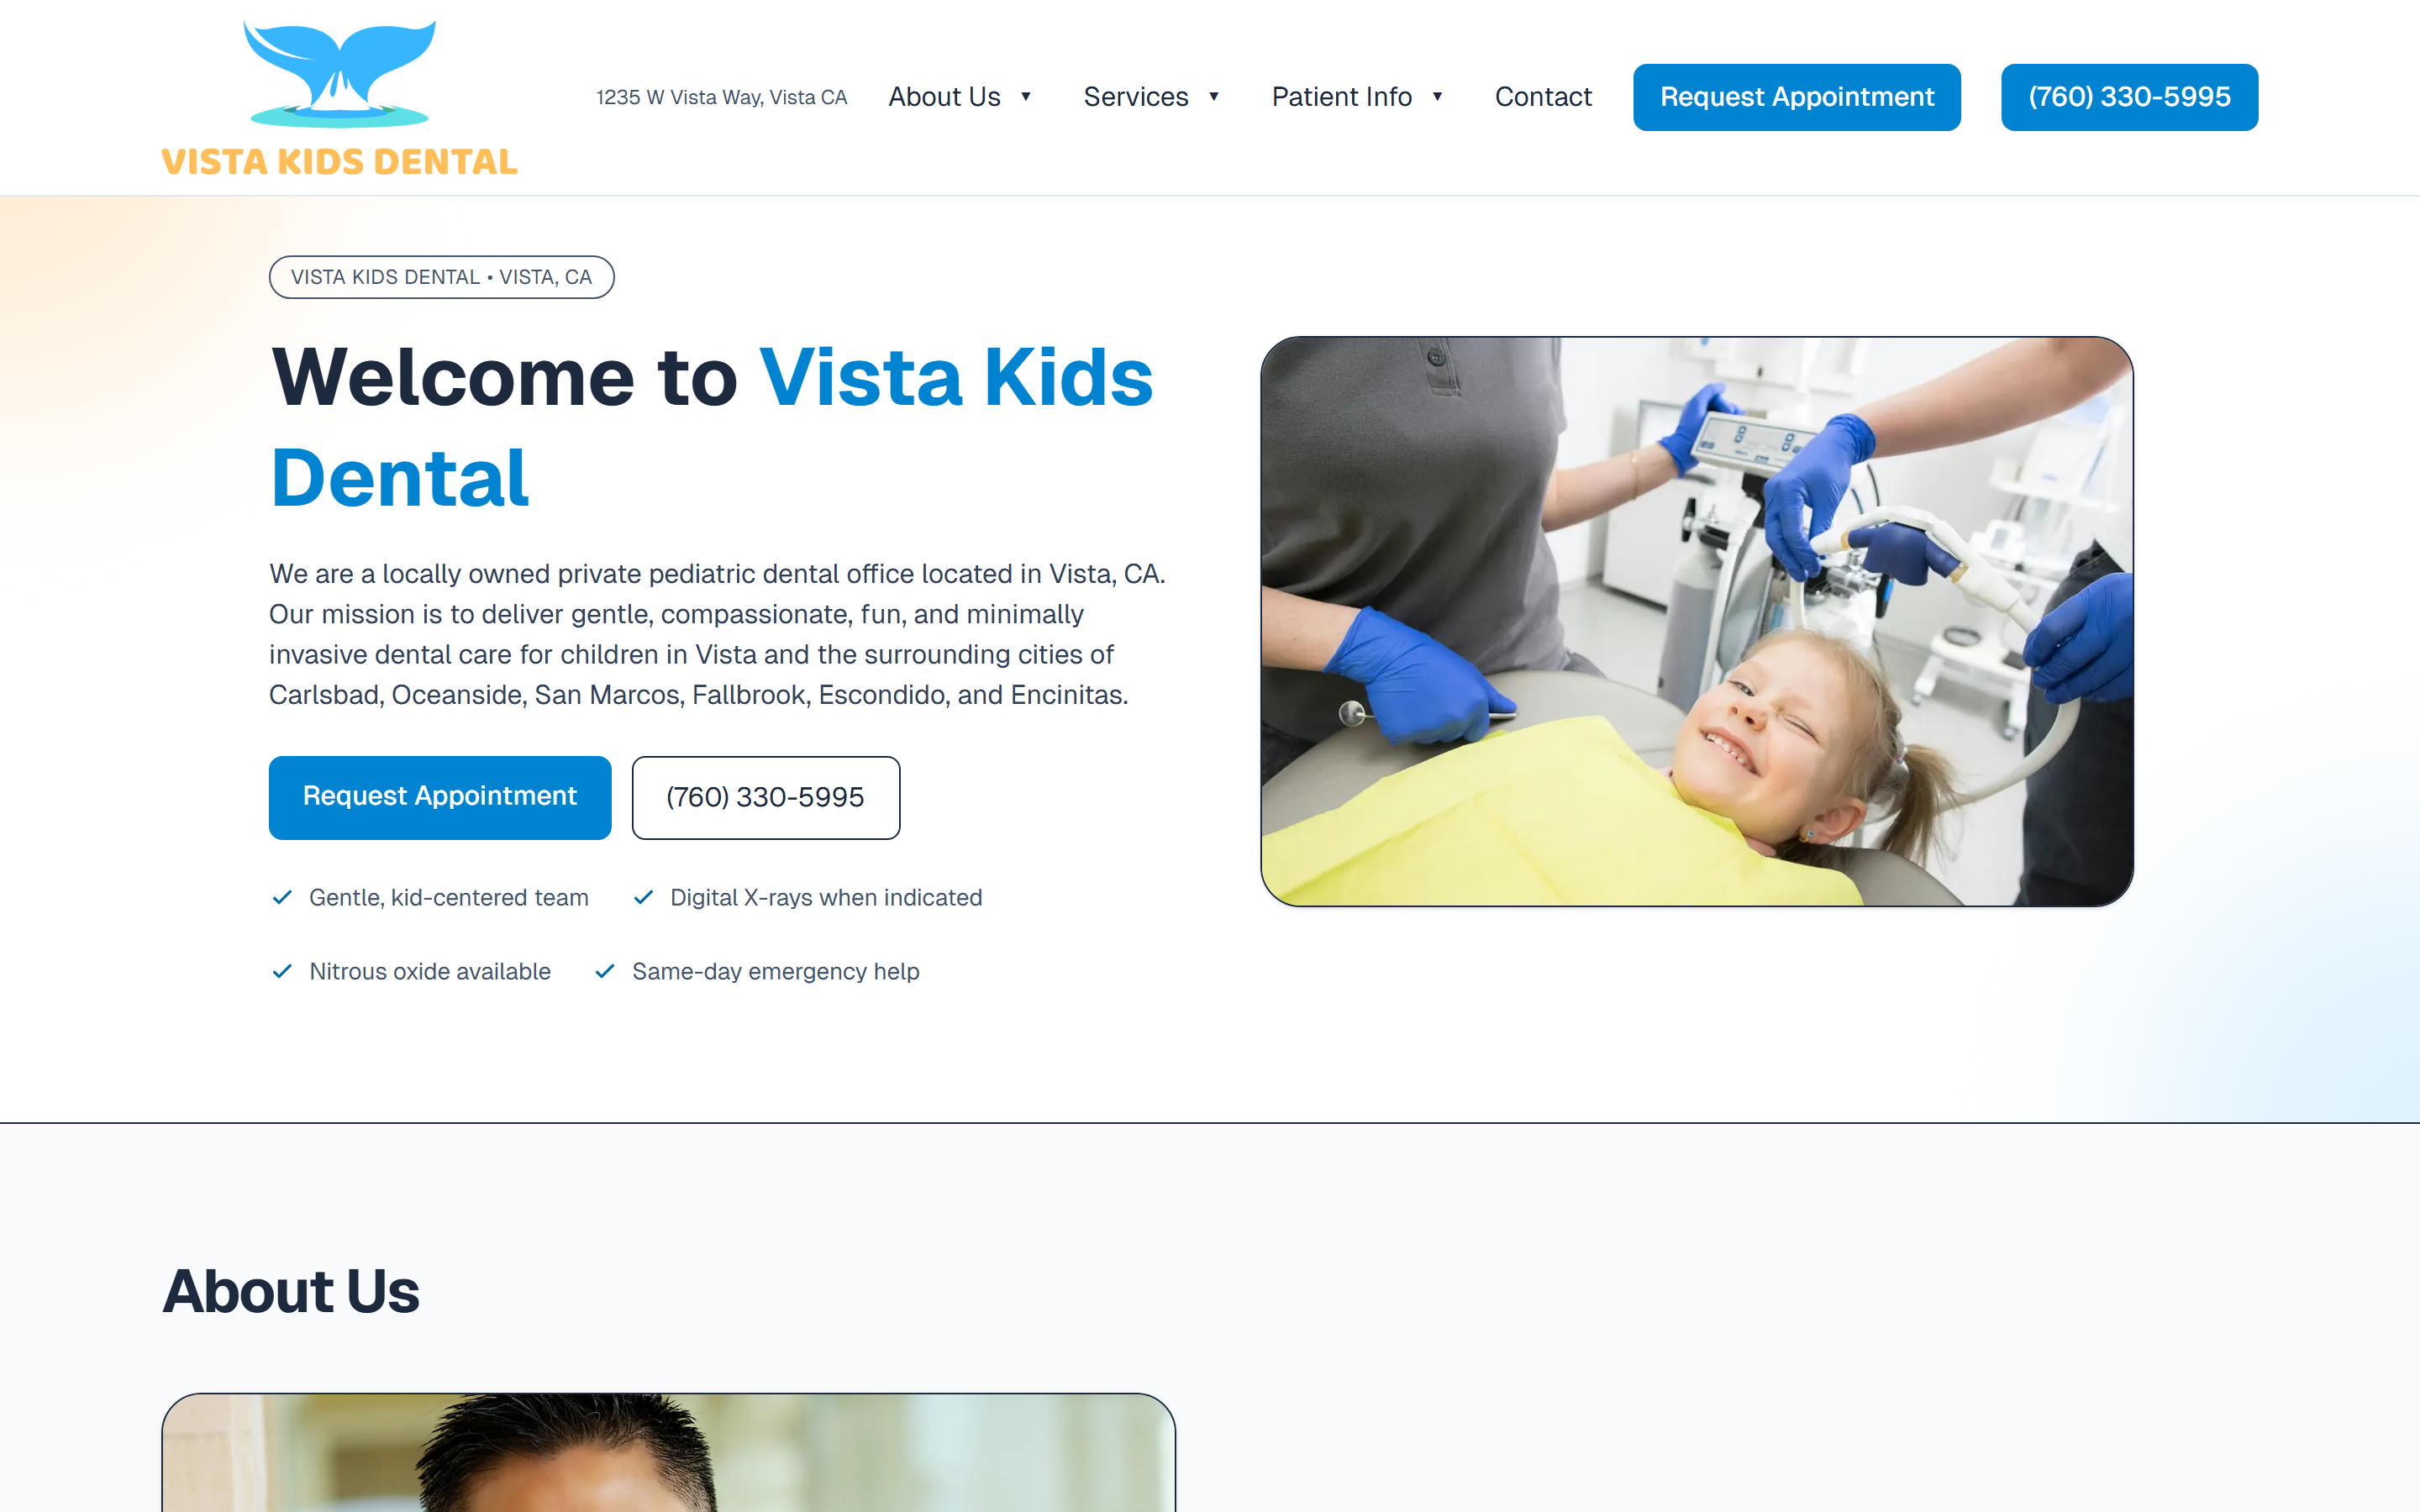 VISTA KIDS DENTAL
1235 W Vista Way, Vista CA
About Us ▼
Services ▼
Patient Info ▼
Contact
Request Appointment
(760) 330-5995
VISTA KIDS DENTAL • VISTA, CA
Welcome to Vista Kids
Dental
We are a locally owned private pediatric dental office located in Vista, CA.
Our mission is to deliver gentle, compassionate, fun, and minimally
invasive dental care for children in Vista and the surrounding cities of
Carlsbad, Oceanside, San Marcos, Fallbrook, Escondido, and Encinitas.
Request Appointment
(760) 330-5995
Gentle, kid-centered team
Digital X-rays when indicated
Nitrous oxide available
Same-day emergency help
About Us